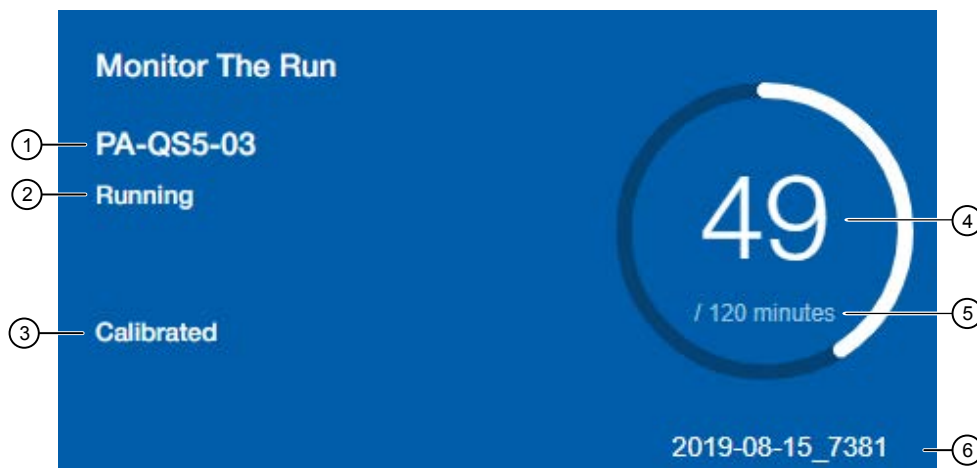 Monitor The Run
1 PA-QS5-03
2 Running
49 4
/ 120 minutes 5
3 Calibrated
2019-08-15_7381 6